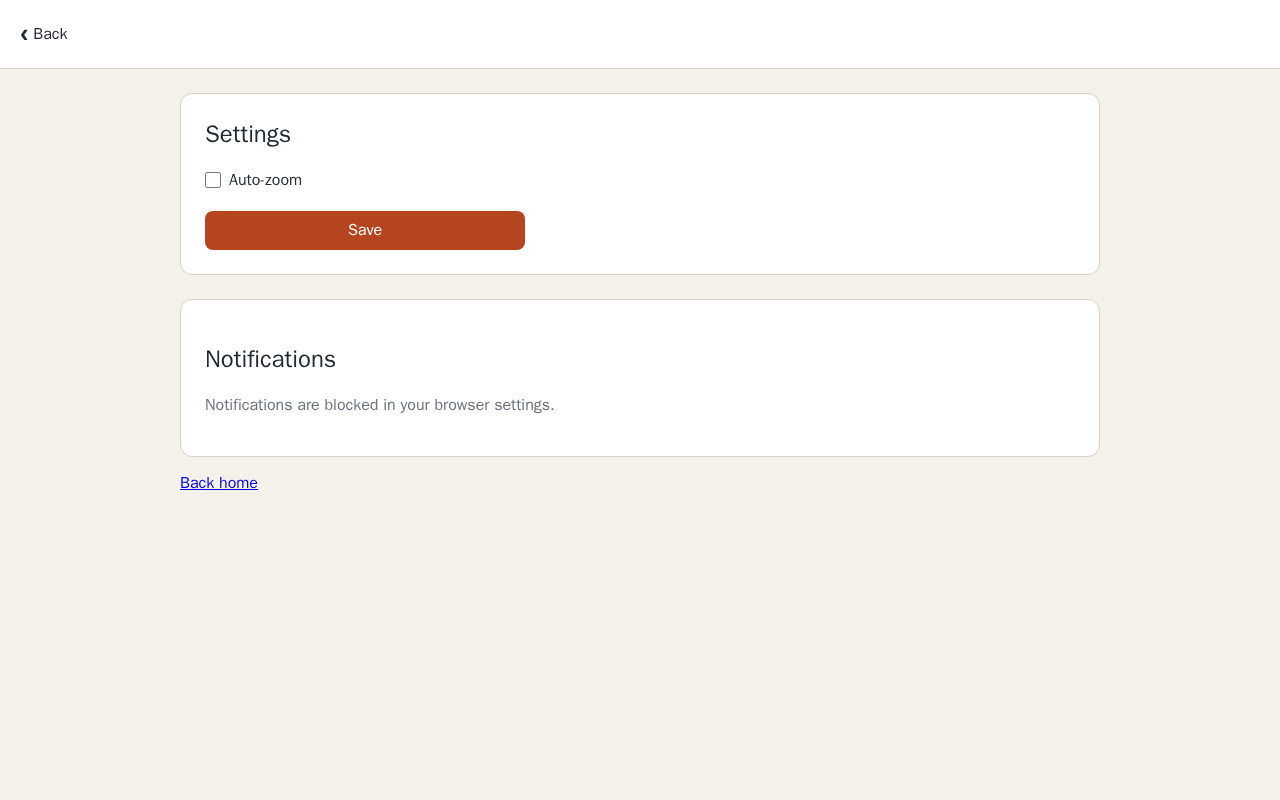 ‹ Back
Settings
Auto-zoom
Save
Notifications
Notifications are blocked in your browser settings.
Back home